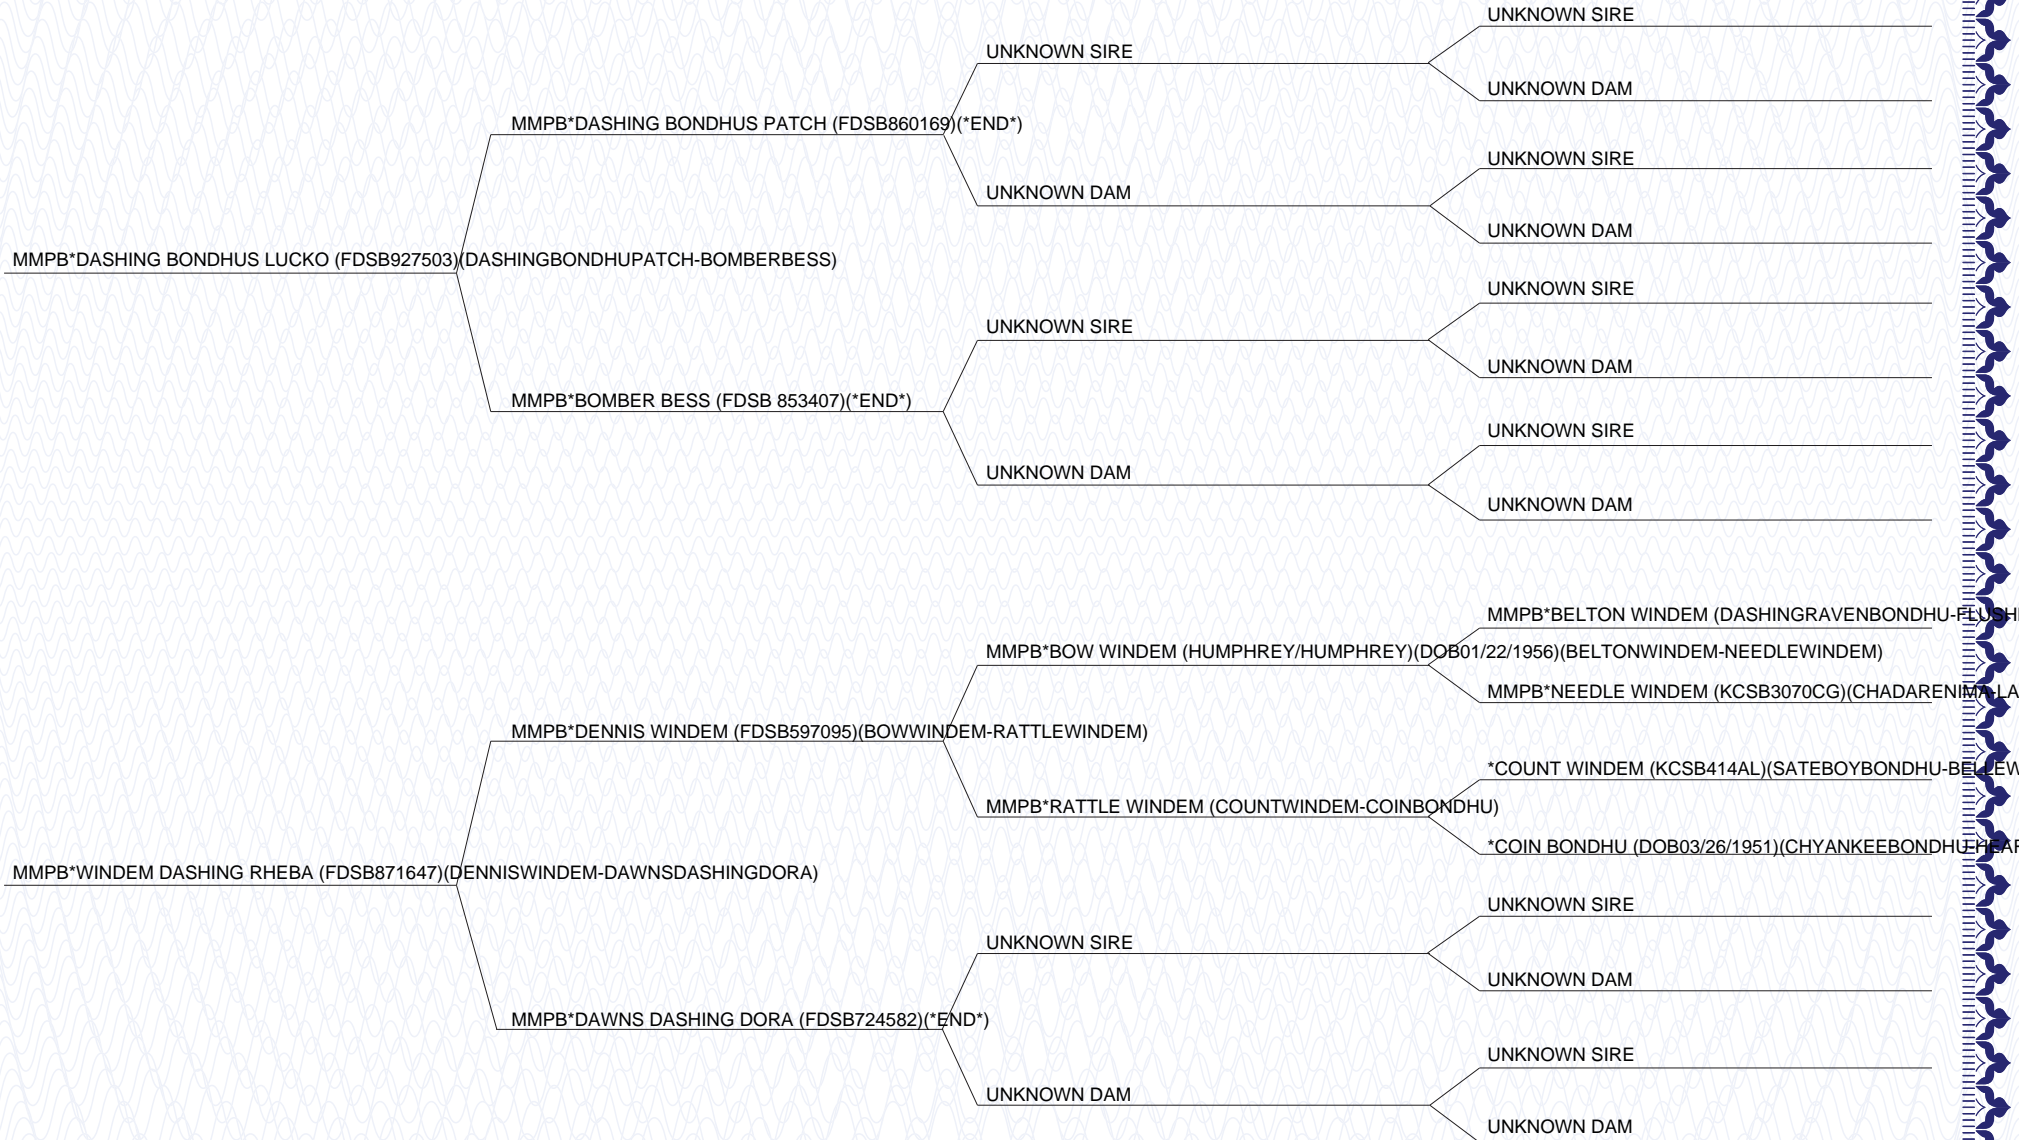 UNKNOWN SIRE
UNKNOWN SIRE
UNKNOWN DAM
MMPB*DASHING BONDHUS PATCH (FDSB860169)(*END*)
UNKNOWN SIRE
UNKNOWN DAM
UNKNOWN DAM
MMPB*DASHING BONDHUS LUCKO (FDSB927503)(DASHINGBONDHUPATCH-BOMBERBESS)
UNKNOWN SIRE
UNKNOWN SIRE
UNKNOWN DAM
MMPB*BOMBER BESS (FDSB 853407)(*END*)
UNKNOWN SIRE
UNKNOWN DAM
UNKNOWN DAM
MMPB*BELTON WINDEM (DASHINGRAVENBONDHU-FLUSH
MMPB*BOW WINDEM (HUMPHREY/HUMPHREY)(DOB01/22/1956)(BELTONWINDEM-NEEDLEWINDEM)
MMPB*NEEDLE WINDEM (KCSB3070CG)(CHADARENIMA-LA
MMPB*DENNIS WINDEM (FDSB597095)(BOWWINDEM-RATTLEWINDEM)
*COUNT WINDEM (KCSB414AL)(SATEBOYBONDHU-BELLEW
MMPB*RATTLE WINDEM (COUNTWINDEM-COINBONDHU)
*COIN BONDHU (DOB03/26/1951)(CHYANKEEBONDHU-HEAR
MMPB*WINDEM DASHING RHEBA (FDSB871647)(DENNISWINDEM-DAWNSDASHINGDORA)
UNKNOWN SIRE
UNKNOWN SIRE
UNKNOWN DAM
MMPB*DAWNS DASHING DORA (FDSB724582)(*END*)
UNKNOWN SIRE
UNKNOWN DAM
UNKNOWN DAM